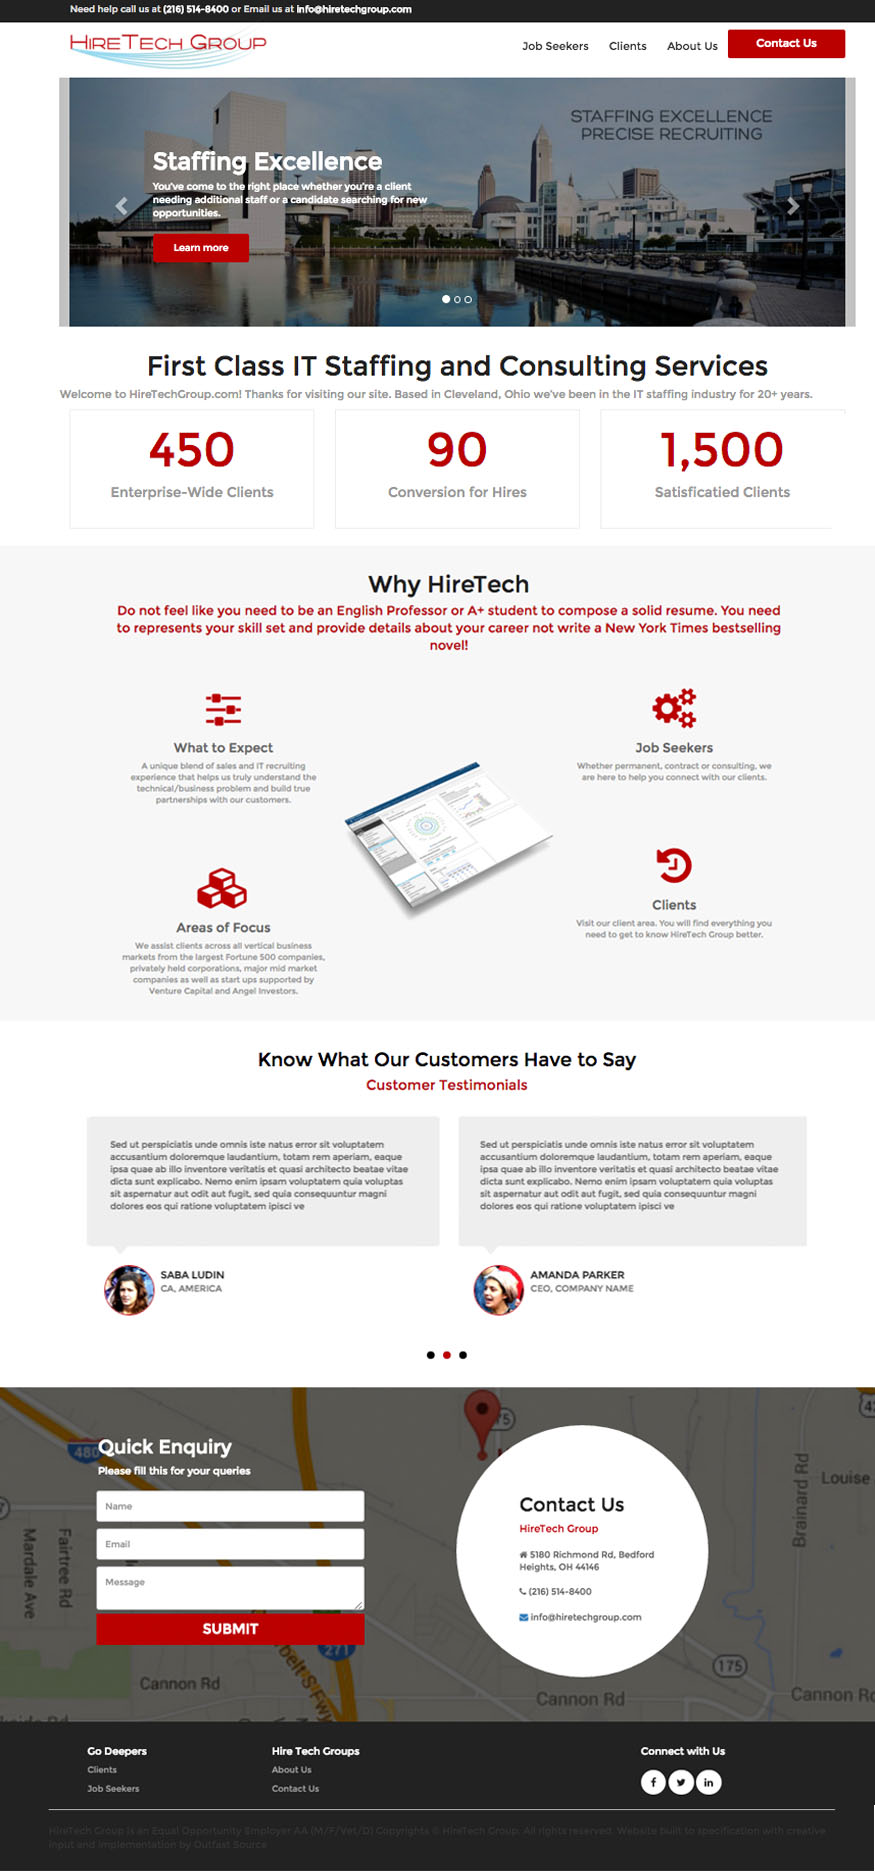 Need help call us at (216) 514-8400 or Email us at info@hiretechgroup.com
HireTech Group
Job Seekers
Clients
About Us
Contact Us
STAFFING EXCELLENCE
PRECISE RECRUITING
Staffing Excellence
You've come to the right place whether you're a client
needing additional staff or a candidate searching for new
opportunities.
Learn more
First Class IT Staffing and Consulting Services
Welcome to HireTechGroup.com! Thanks for visiting our site. Based in Cleveland, Ohio we've been in the IT staffing industry for 20+ years.
450
Enterprise-Wide Clients
90
Conversion for Hires
1,500
Satisficatied Clients
Why HireTech
Do not feel like you need to be an English Professor or A+ student to compose a solid resume. You need
to represents your skill set and provide details about your career not write a New York Times bestselling
novel!
What to Expect
A unique blend of sales and IT recruiting
experience that helps us truly understand the
technical/business problem and build true
partnerships with our customers.
Job Seekers
Whether permanent, contract or consulting, we
are here to help you connect with our clients.
Areas of Focus
We assist clients across all vertical business
markets from the largest Fortune 500 companies,
privately held corporations, major mid market
companies as well as start ups supported by
Venture Capital and Angel Investors.
Clients
Visit our client area. You will find everything you
need to get to know HireTech Group better.
Know What Our Customers Have to Say
Customer Testimonials
Sed ut perspiciatis unde omnis iste natus error sit voluptatem
accusantium doloremque laudantium, totam rem aperiam, eaque
ipsa quae ab illo inventore veritatis et quasi architecto beatae vitae
dicta sunt explicabo. Nemo enim ipsam voluptatem quia voluptas
sit aspernatur aut odit aut fugit, sed quia consequuntur magni
dolores eos qui ratione voluptatem ipisci ve
SABA LUDIN
CA, AMERICA
Sed ut perspiciatis unde omnis iste natus error sit voluptatem
accusantium doloremque laudantium, totam rem aperiam, eaque
ipsa quae ab illo inventore veritatis et quasi architecto beatae vitae
dicta sunt explicabo. Nemo enim ipsam voluptatem quia voluptas
sit aspernatur aut odit aut fugit, sed quia consequuntur magni
dolores eos qui ratione voluptatem ipisci ve
AMANDA PARKER
CEO, COMPANY NAME
480
Quick Enquiry
Please fill this for your queries
Name
Email
Message
SUBMIT
Contact Us
HireTech Group
5180 Richmond Rd, Bedford
Heights, OH 44146
(216) 514-8400
info@hiretechgroup.com
Louise
Brainard Rd
Fairtree Rd
Mardale Ave
271
175
Cannon Rd
Cannon Rd
Cannon Rd
Go Deepers
Clients
Job Seekers
Hire Tech Groups
About Us
Contact Us
Connect with Us
HireTech Group is an Equal Opportunity Employer AA (M/F/Vet/D) Copyrights © HireTech Group. All rights reserved. Website built to specification with creative
input and implementation by Outfast Source